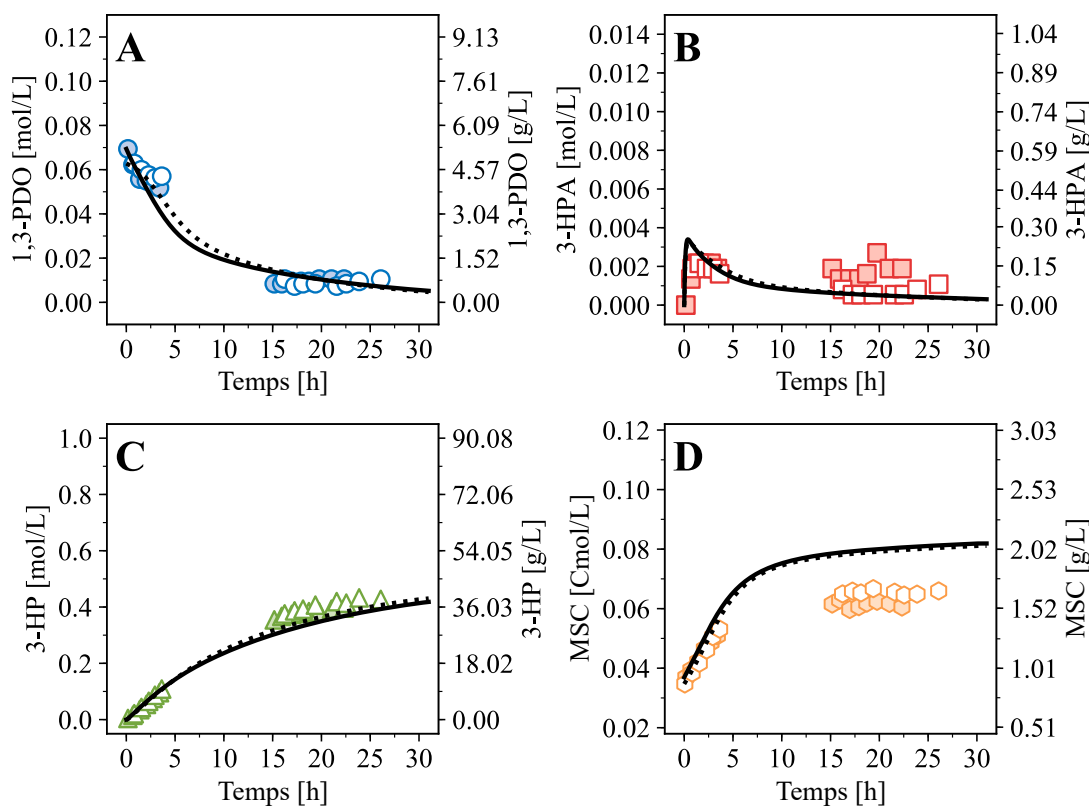 A
1,3-PDO [mol/L]
0.12
0.10
0.08
0.06
0.04
0.02
0.00
9.13
7.61
6.09
4.57
3.04
1.52
0.00
1,3-PDO [g/L]
0 5 10 15 20 25 30
Temps [h]
B
3-HPA [mol/L]
0.014
0.012
0.010
0.008
0.006
0.004
0.002
0.000
1.04
0.89
0.74
0.59
0.44
0.30
0.15
0.00
3-HPA [g/L]
0 5 10 15 20 25 30
Temps [h]
C
3-HP [mol/L]
1.0
0.8
0.6
0.4
0.2
0.0
90.08
72.06
54.05
36.03
18.02
0.00
3-HP [g/L]
0 5 10 15 20 25 30
Temps [h]
D
MSC [Cmol/L]
0.12
0.10
0.08
0.06
0.04
0.02
3.03
2.53
2.02
1.52
1.01
0.51
MSC [g/L]
0 5 10 15 20 25 30
Temps [h]